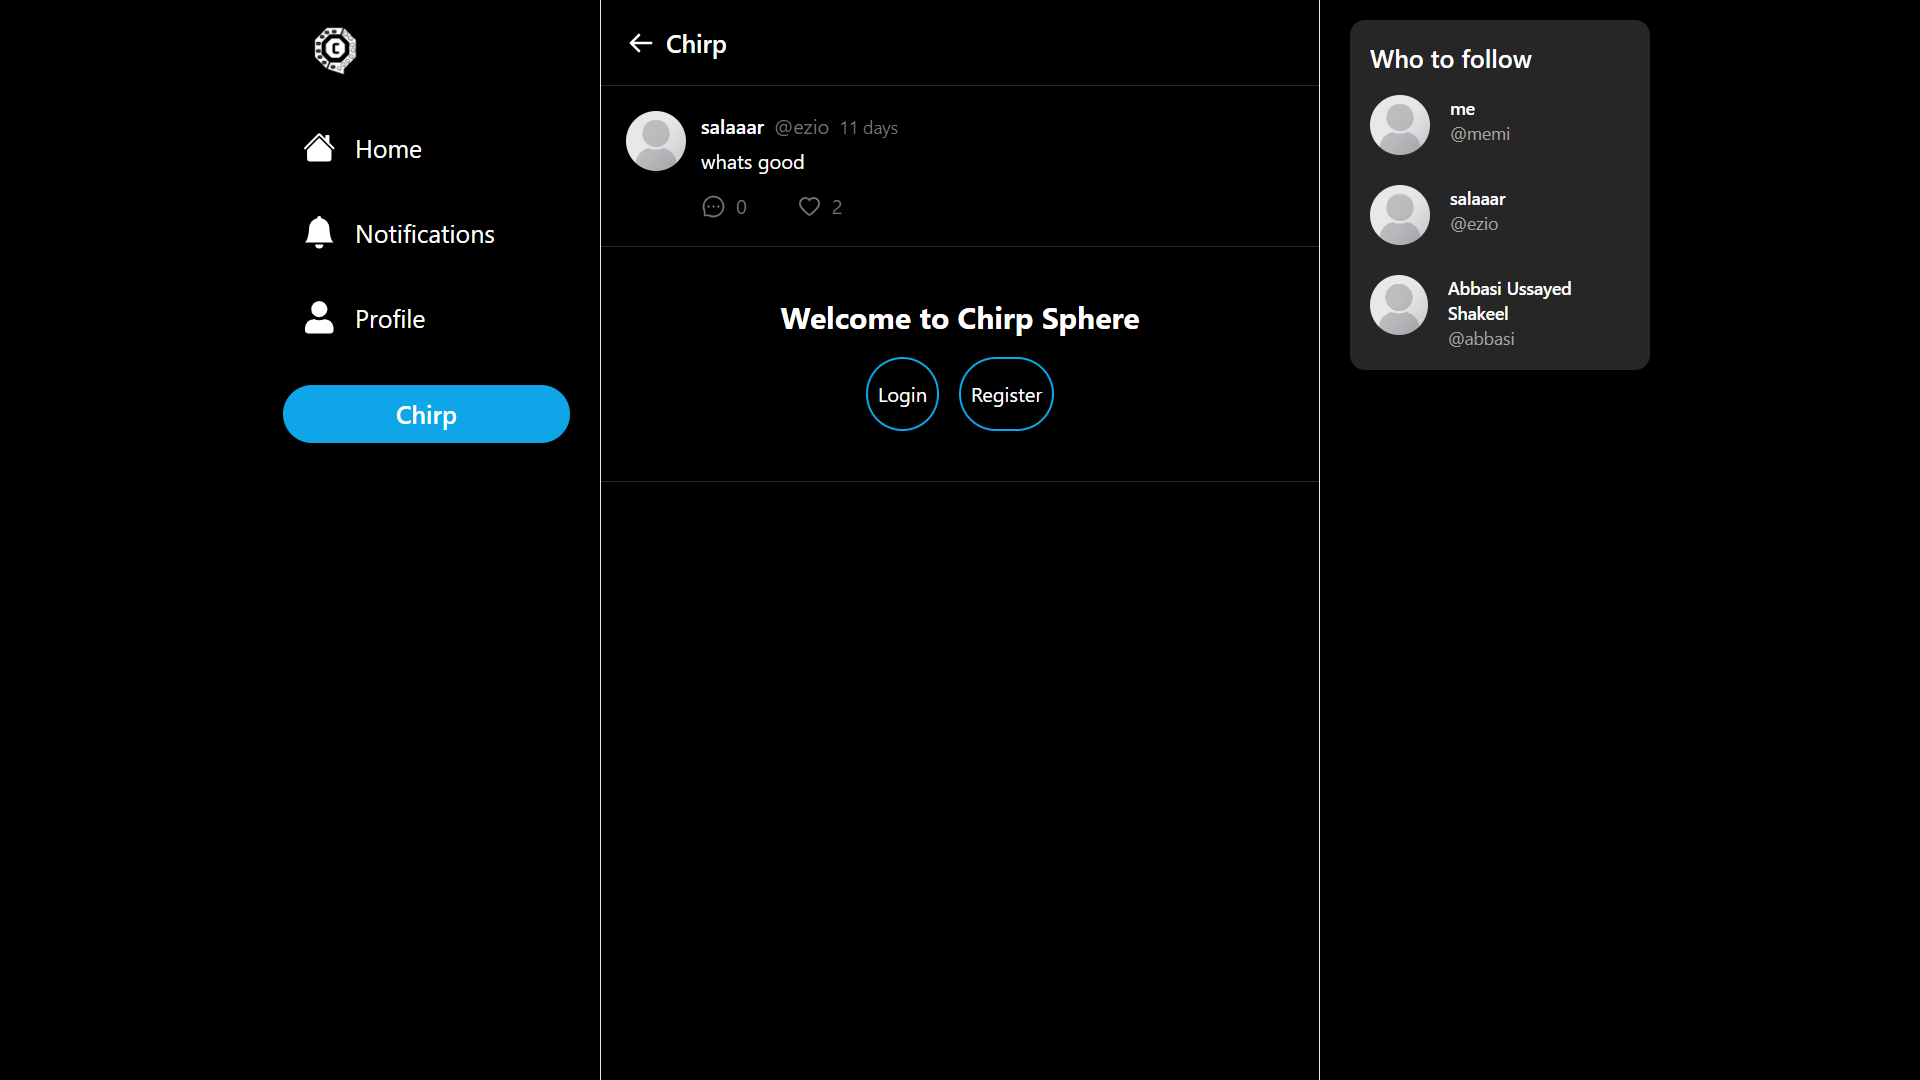 C
Home
Notifications
Profile
Chirp
Chirp
salaaar @ezio 11 days
whats good
0 2
Welcome to Chirp Sphere
Login Register
Who to follow
me
@memi
salaaar
@ezio
Abbasi Ussayed
Shakeel
@abbasi